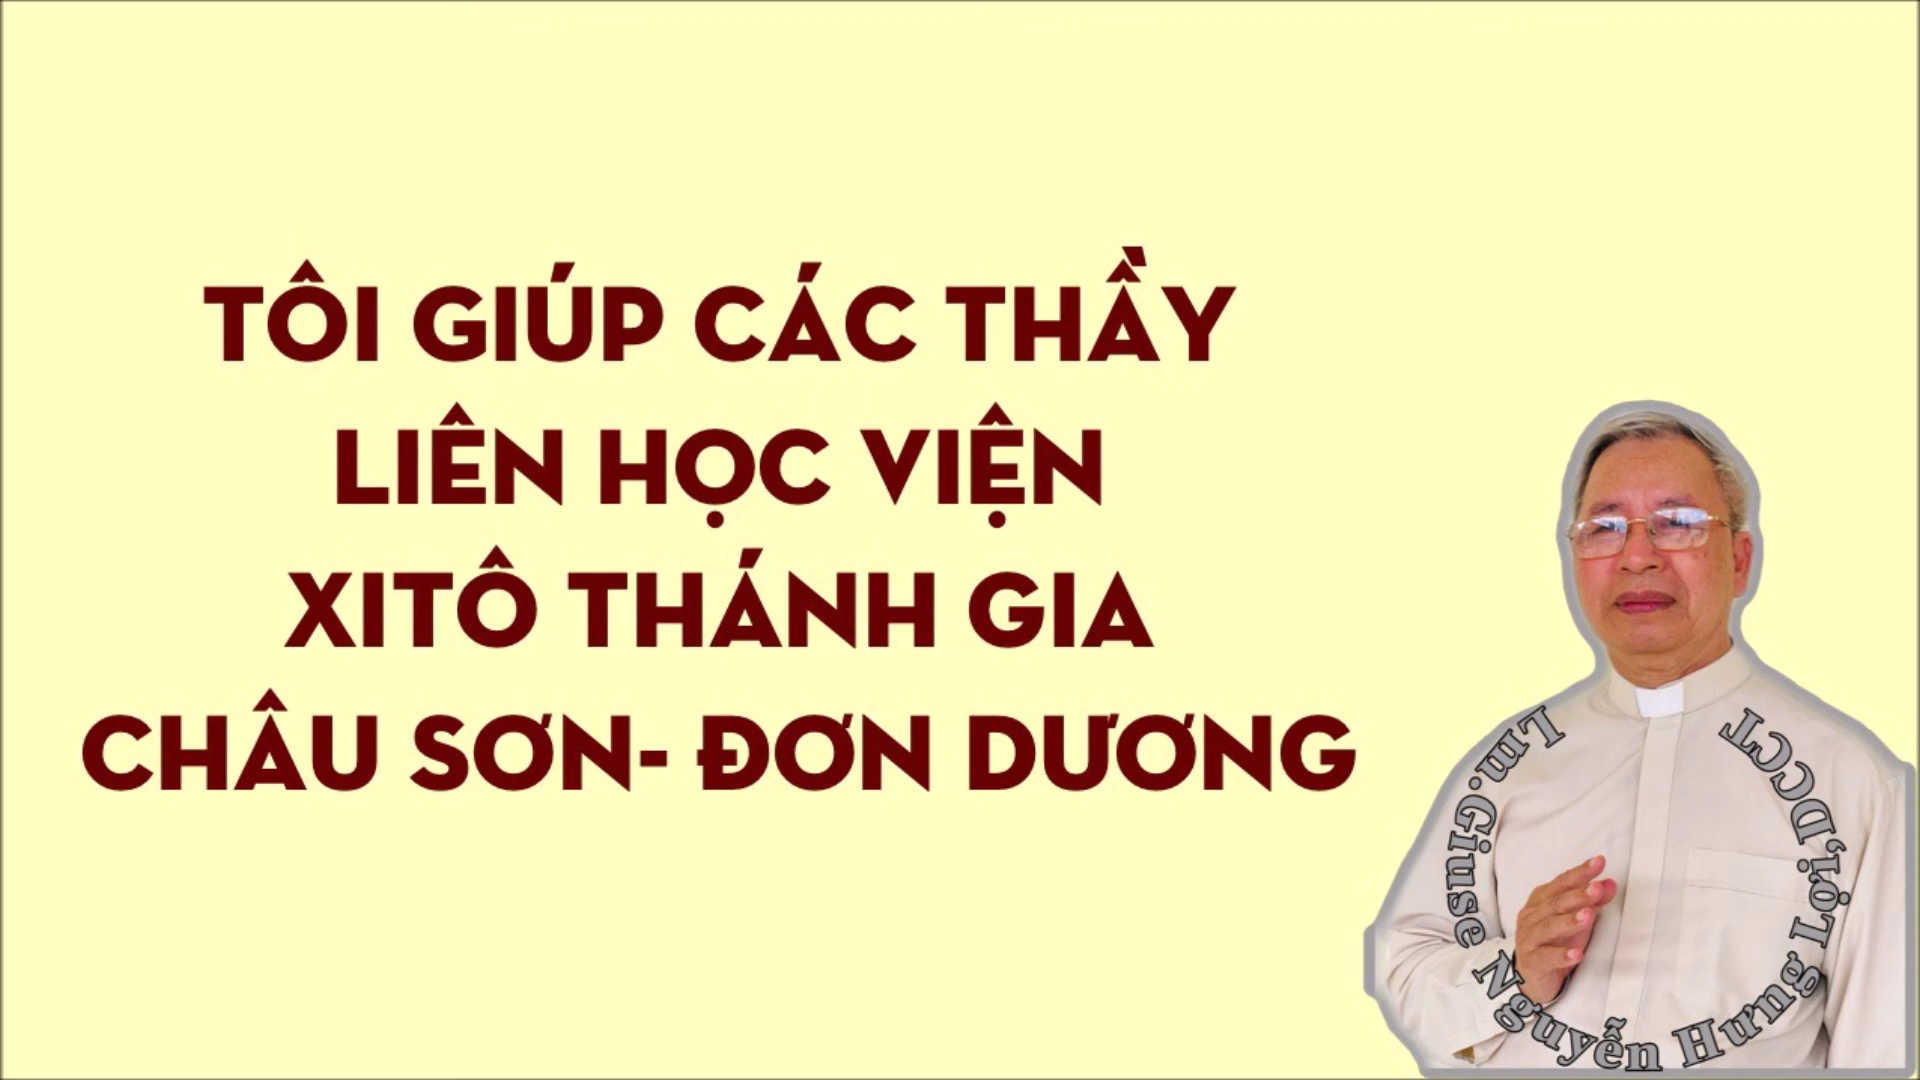 TÔI GIÚP CÁC THẦY
LIÊN HỌC VIỆN
XITÔ THÁNH GIA
CHÂU SƠN- ĐƠN DƯƠNG
Lm.Giuse Nguyễn Hưng Lợi,DCCT